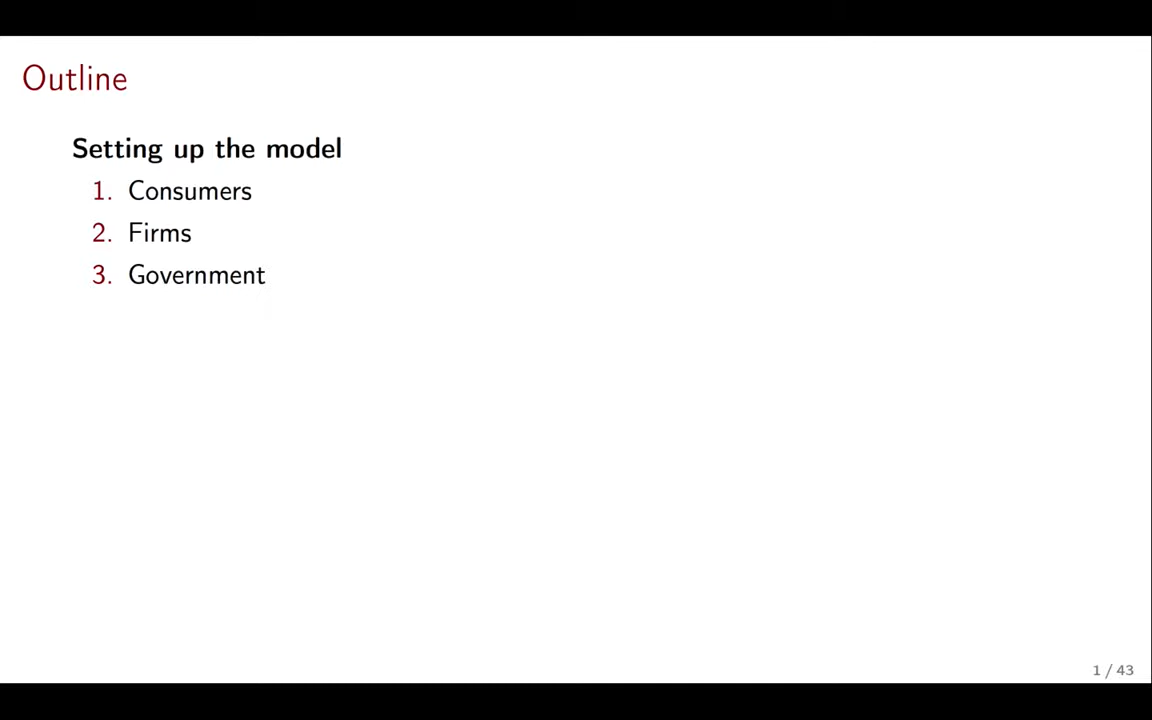 Outline
Setting up the model
1. Consumers
2. Firms
3. Government
1 / 43